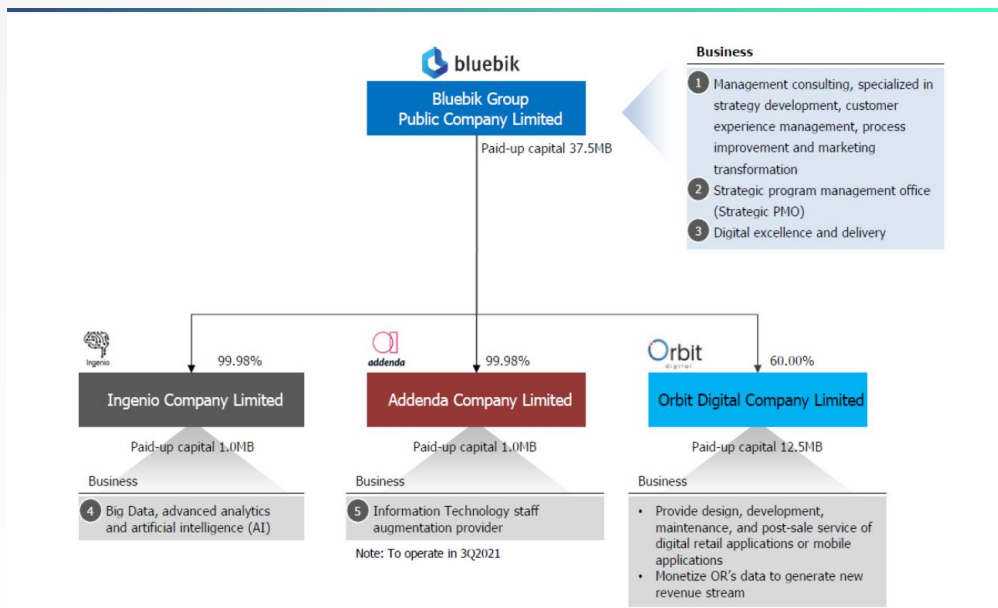 bluebik
Bluebik Group
Public Company Limited
Paid-up capital 37.5MB
Business
1 Management consulting, specialized in
strategy development, customer
experience management, process
improvement and marketing
transformation
2 Strategic program management office
(Strategic PMO)
3 Digital excellence and delivery
Ingenio
99.98%
Ingenio Company Limited
Paid-up capital 1.0MB
Business
4 Big Data, advanced analytics
and artificial intelligence (AI)
addenda
99.98%
Addenda Company Limited
Paid-up capital 1.0MB
Business
5 Information Technology staff
augmentation provider
Note: To operate in 3Q2021
Orbit
digital
60.00%
Orbit Digital Company Limited
Paid-up capital 12.5MB
Business
• Provide design, development,
maintenance, and post-sale service of
digital retail applications or mobile
applications
• Monetize OR's data to generate new
revenue stream